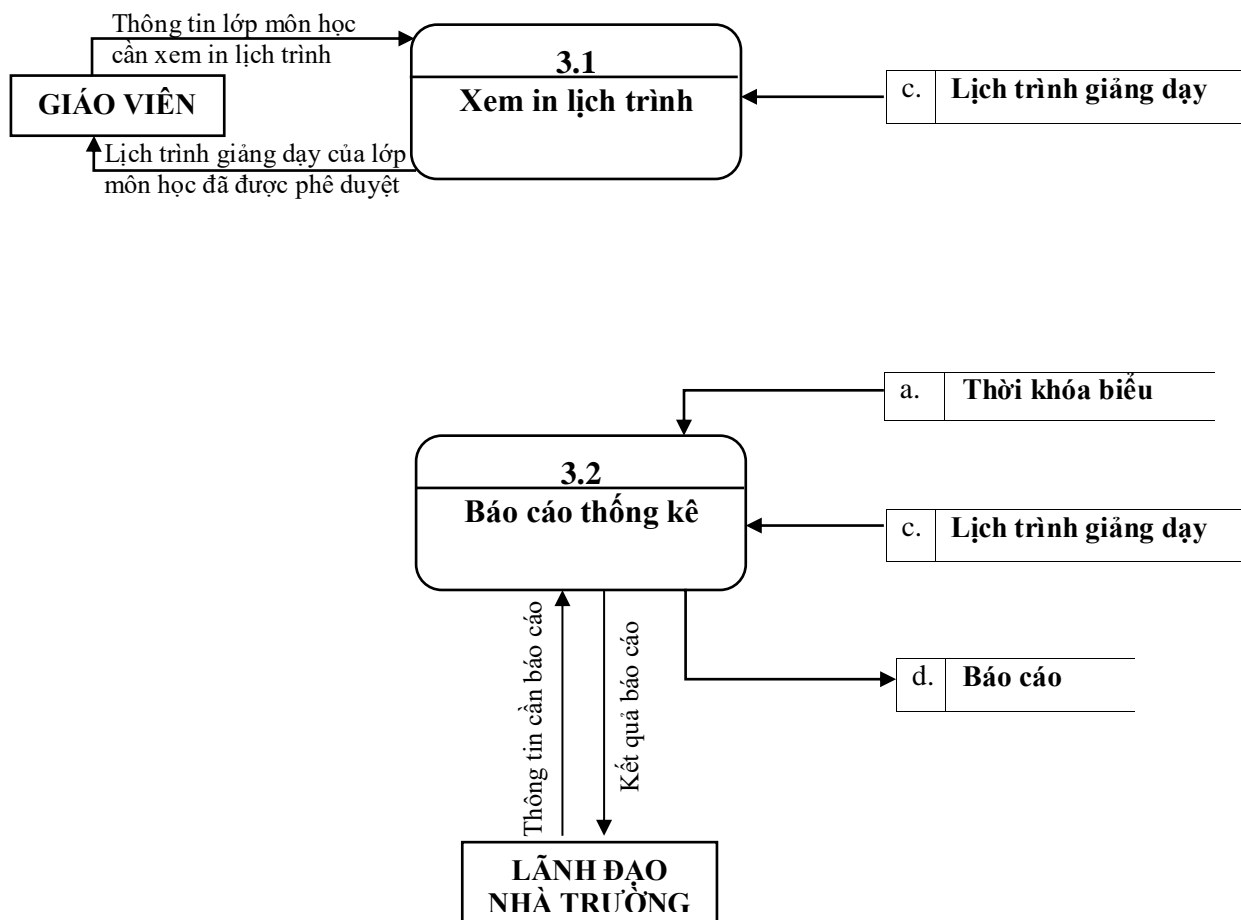 Thông tin lớp môn học
cần xem in lịch trình
GIÁO VIÊN
Lịch trình giảng dạy của lớp
môn học đã được phê duyệt
3.1
Xem in lịch trình
c. Lịch trình giảng dạy
a. Thời khóa biểu
3.2
Báo cáo thống kê
c. Lịch trình giảng dạy
d. Báo cáo
Thông tin cần báo cáo
Kết quả báo cáo
LÃNH ĐẠO
NHÀ TRƯỜNG